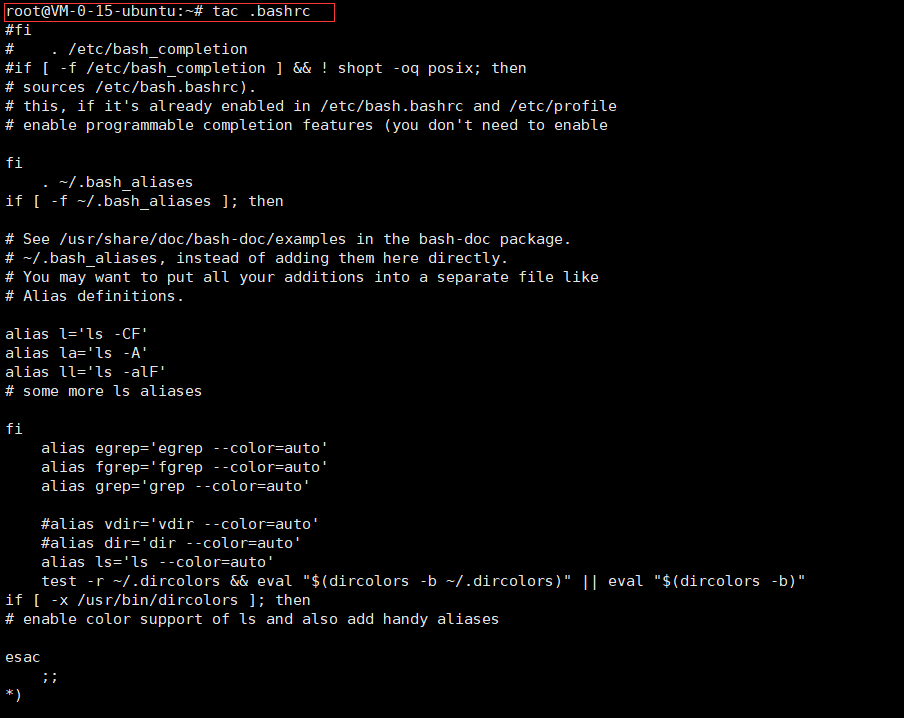 root@VM-0-15-ubuntu:~# tac .bashrc
#fi
#    . /etc/bash_completion
#if [ -f /etc/bash_completion ] && ! shopt -oq posix; then
# sources /etc/bash.bashrc).
# this, if it's already enabled in /etc/bash.bashrc and /etc/profile
# enable programmable completion features (you don't need to enable

fi
    . ~/.bash_aliases
if [ -f ~/.bash_aliases ]; then

# See /usr/share/doc/bash-doc/examples in the bash-doc package.
# ~/.bash_aliases, instead of adding them here directly.
# You may want to put all your additions into a separate file like
# Alias definitions.

alias l='ls -CF'
alias la='ls -A'
alias ll='ls -alF'
# some more ls aliases

fi
    alias egrep='egrep --color=auto'
    alias fgrep='fgrep --color=auto'
    alias grep='grep --color=auto'

    #alias vdir='vdir --color=auto'
    #alias dir='dir --color=auto'
    alias ls='ls --color=auto'
    test -r ~/.dircolors && eval "$(dircolors -b ~/.dircolors)" || eval "$(dircolors -b)"
if [ -x /usr/bin/dircolors ]; then
# enable color support of ls and also add handy aliases

esac
    ;;
*)